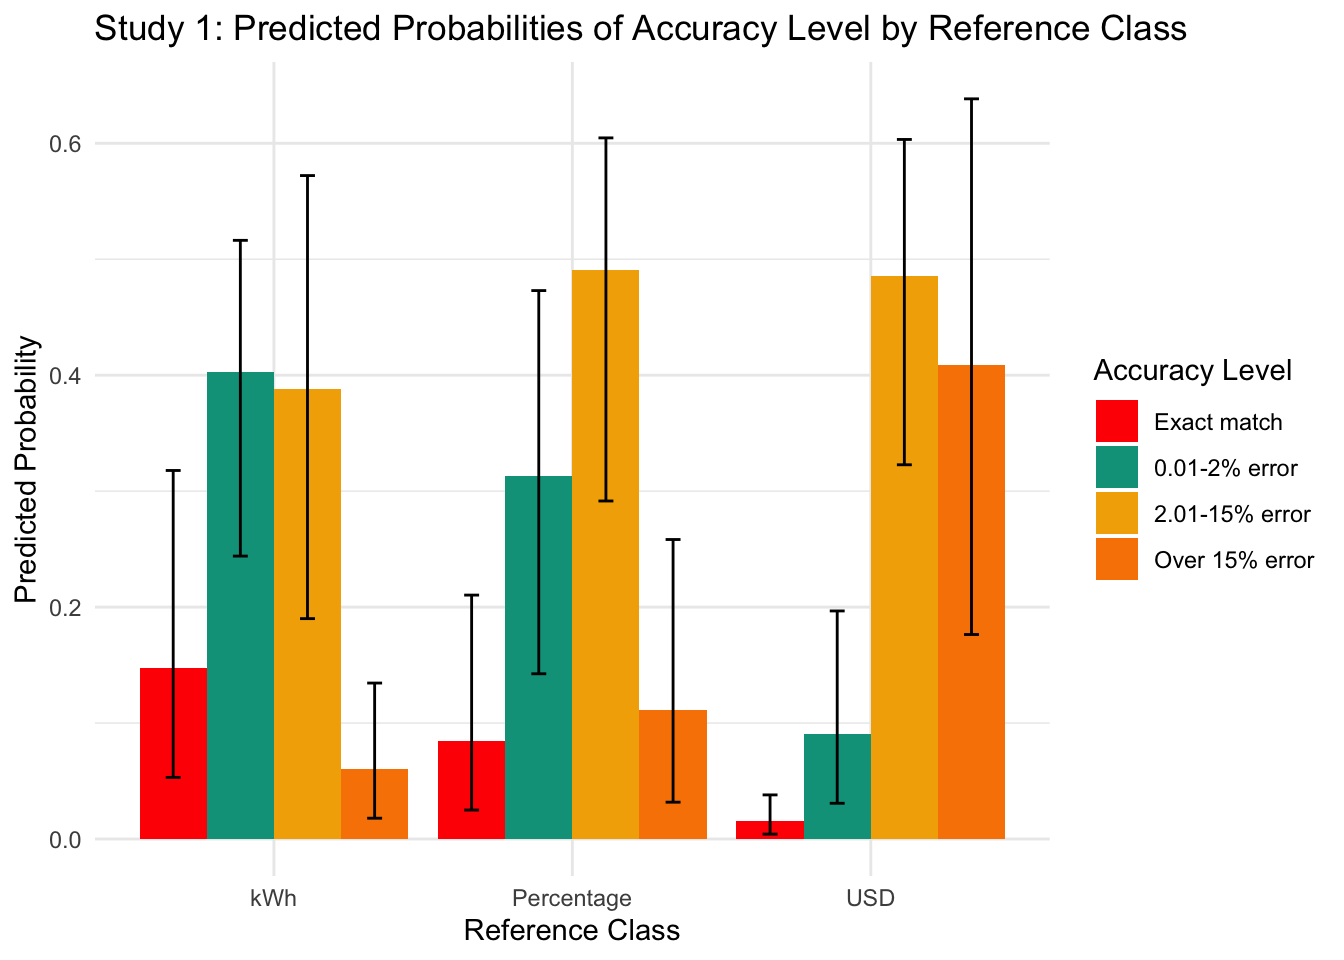 Study 1: Predicted Probabilities of Accuracy Level by Reference Class
Predicted Probability
0.6
0.4
0.2
0.0
kWh
Percentage
USD
Reference Class
Accuracy Level
Exact match
0.01-2% error
2.01-15% error
Over 15% error